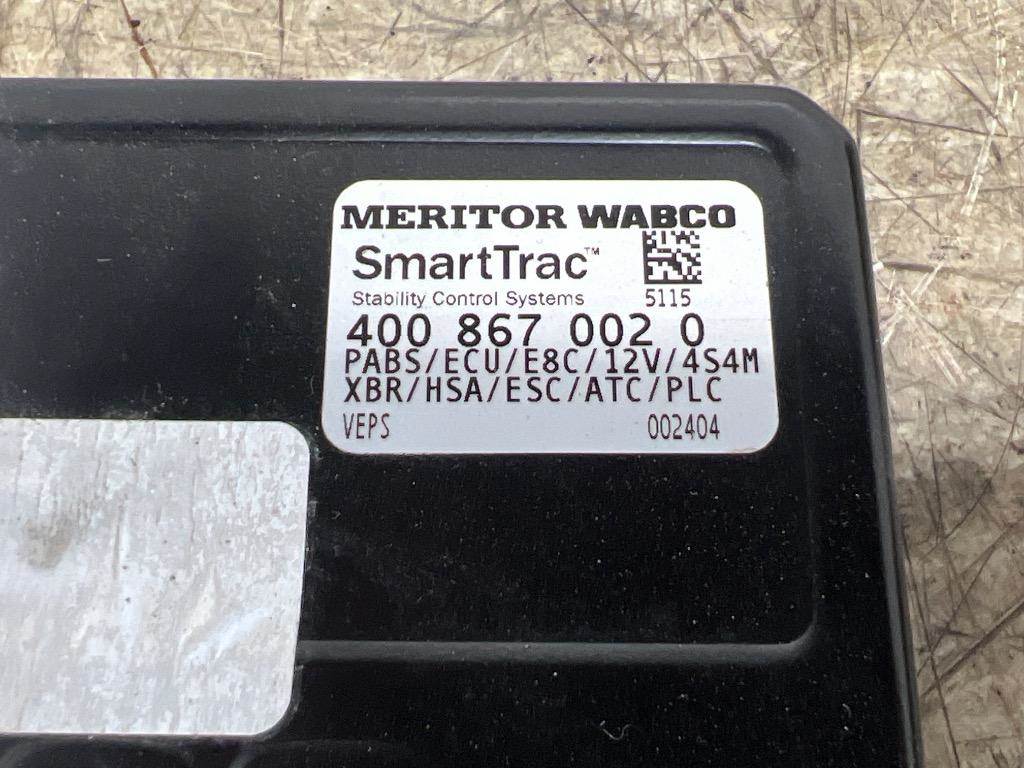 MERITOR WABCO
SmartTrac™
Stability Control Systems
5115
400 867 002 0
PABS/ECU/E8C/12V/4S4M
XBR/HSA/ESC/ATC/PLC
VEPS 002404